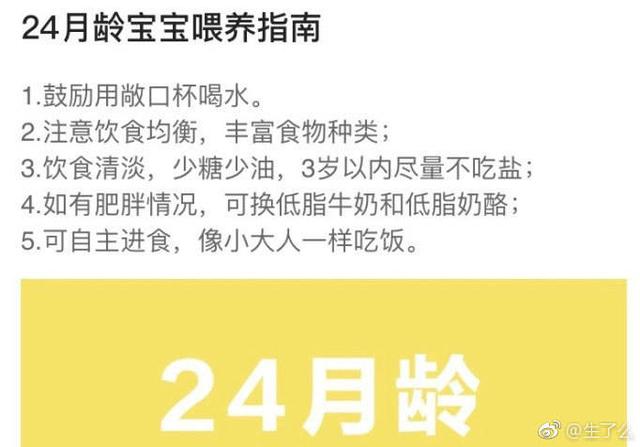 24月龄宝宝喂养指南
1.鼓励用敞口杯喝水。
2.注意饮食均衡，丰富食物种类；
3.饮食清淡，少糖少油，3岁以内尽量不吃盐；
4.如有肥胖情况，可换低脂牛奶和低脂奶酪；
5.可自主进食，像小大人一样吃饭。
24月龄
@生了么